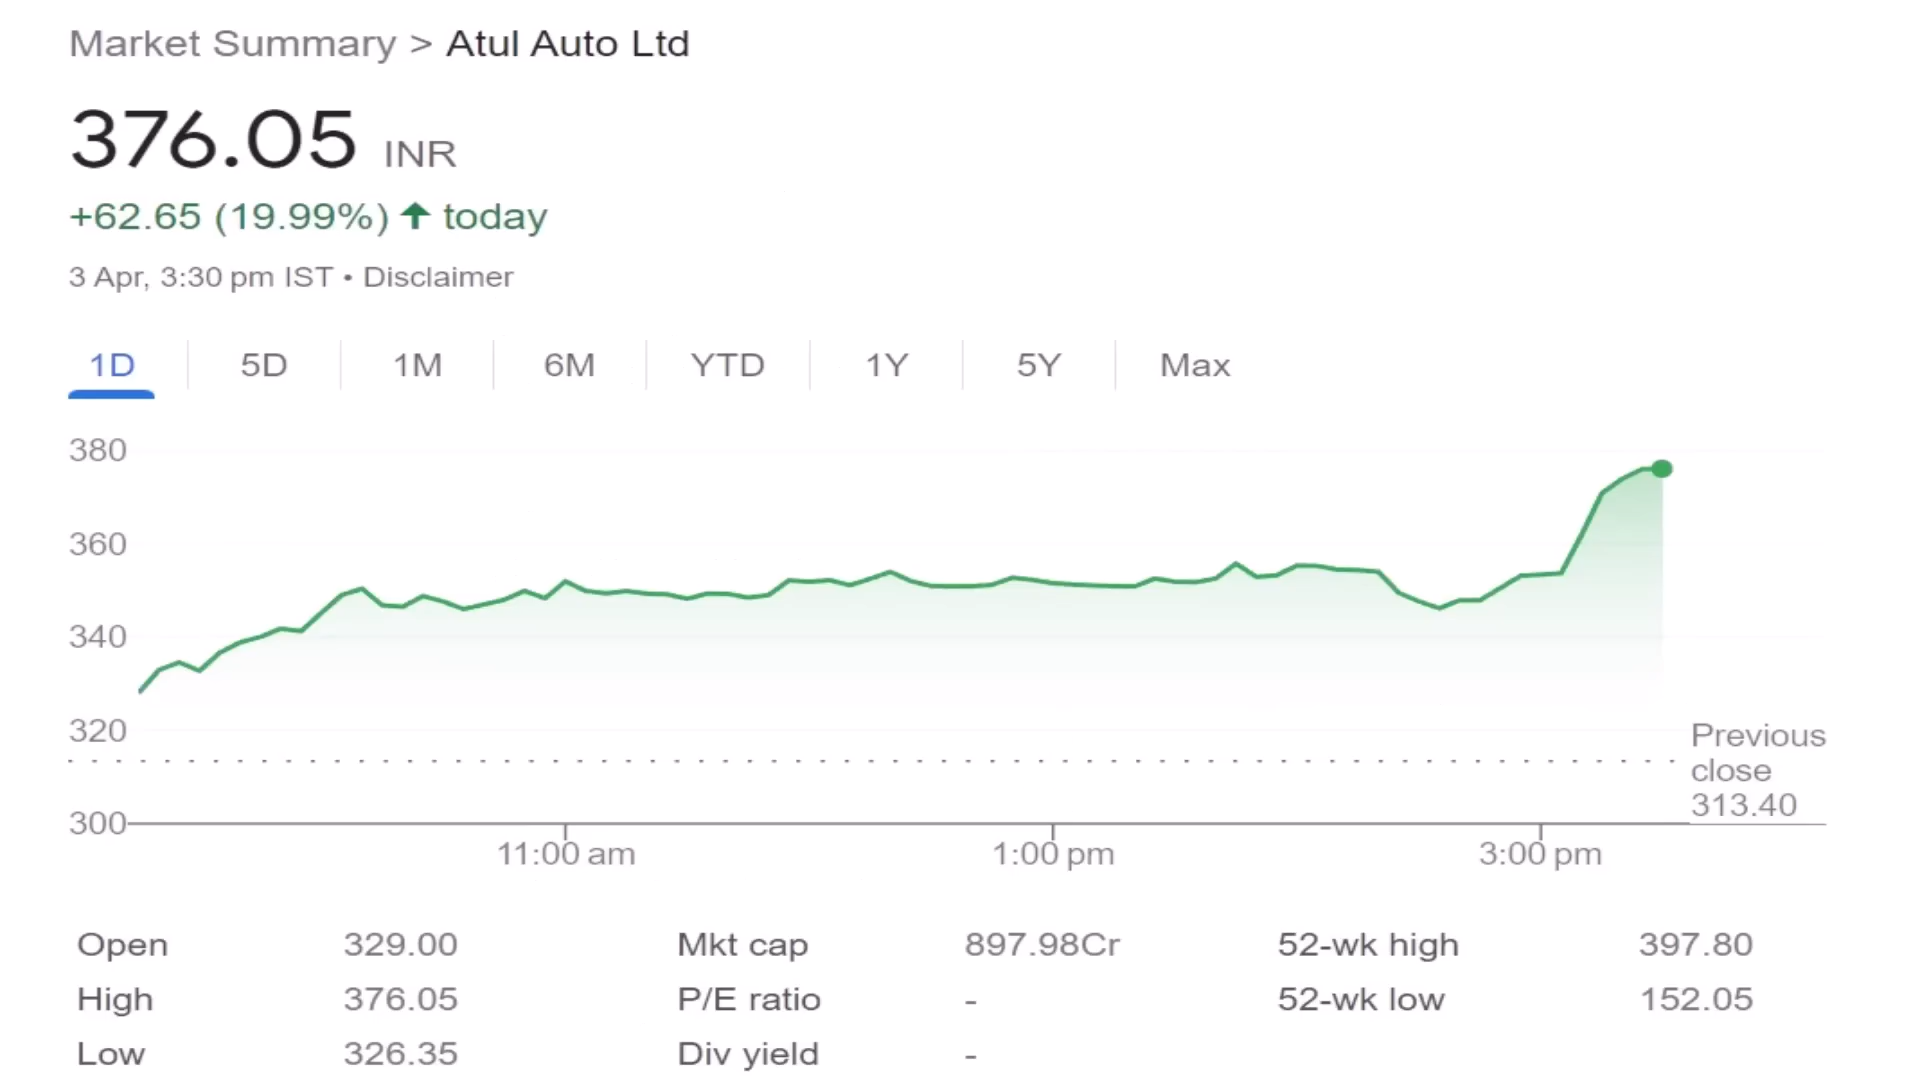 Market Summary > Atul Auto Ltd
376.05 INR
+62.65 (19.99%) ↑ today
3 Apr, 3:30 pm IST • Disclaimer
1D 5D 1M 6M YTD 1Y 5Y Max
380
360
340
320
Previous
close
313.40
300
11:00 am 1:00 pm 3:00 pm
Open 329.00 Mkt cap 897.98Cr 52-wk high 397.80
High 376.05 P/E ratio - 52-wk low 152.05
Low 326.35 Div yield -